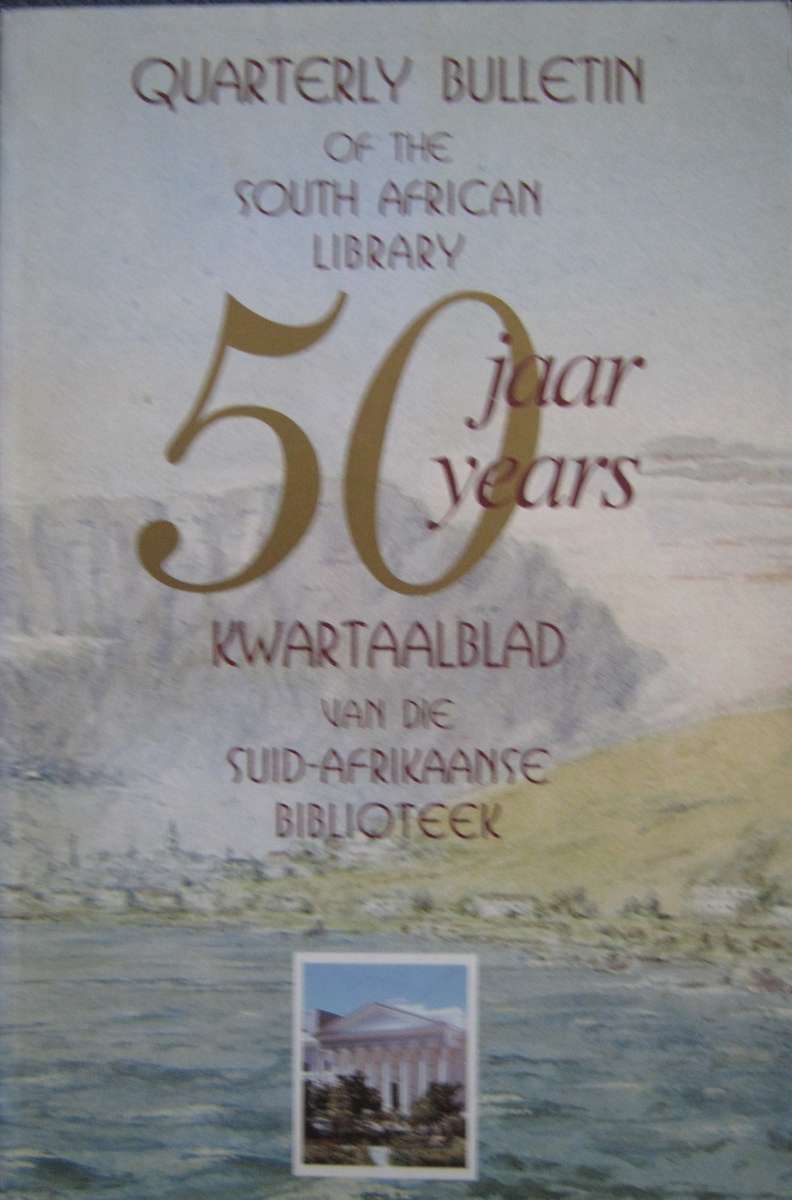 QUARTERLY BULLETIN
OF THE
SOUTH AFRICAN
LIBRARY
50 jaar
years
KWARTAALBLAD
VAN DIE
SUID-AFRIKAANSE
BIBLIOTEEK